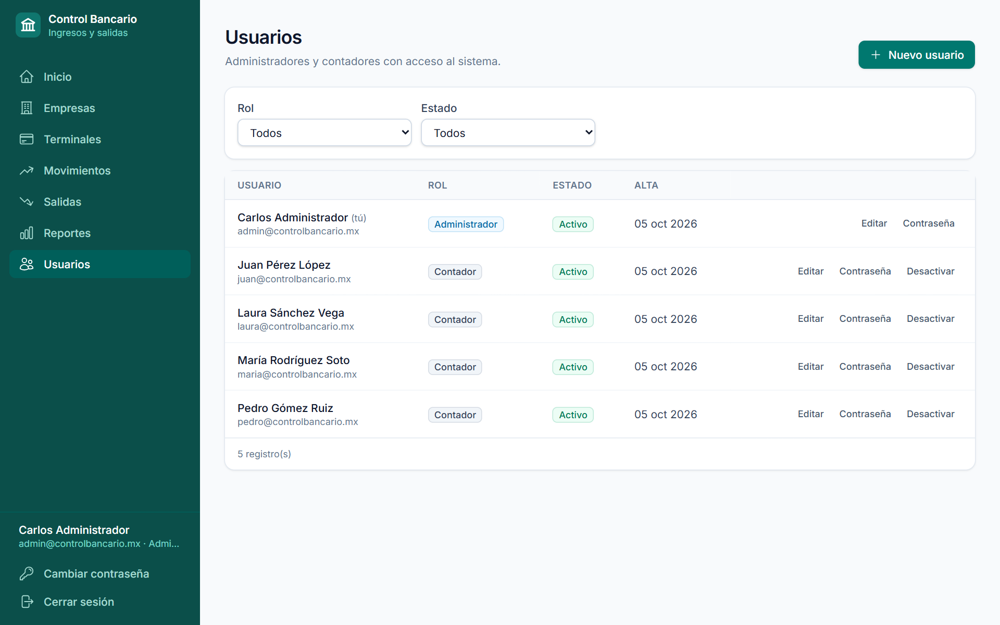 Control Bancario
Ingresos y salidas
Inicio
Empresas
Terminales
Movimientos
Salidas
Reportes
Usuarios
Carlos Administrador
admin@controlbancario.mx · Admi...
Cambiar contraseña
Cerrar sesión
Usuarios
Administradores y contadores con acceso al sistema.
Nuevo usuario
Rol Estado
Todos Todos
USUARIO ROL ESTADO ALTA
Carlos Administrador (tú)
admin@controlbancario.mx
Administrador Activo 05 oct 2026 Editar Contraseña
Juan Pérez López
juan@controlbancario.mx
Contador Activo 05 oct 2026 Editar Contraseña Desactivar
Laura Sánchez Vega
laura@controlbancario.mx
Contador Activo 05 oct 2026 Editar Contraseña Desactivar
María Rodríguez Soto
maria@controlbancario.mx
Contador Activo 05 oct 2026 Editar Contraseña Desactivar
Pedro Gómez Ruiz
pedro@controlbancario.mx
Contador Activo 05 oct 2026 Editar Contraseña Desactivar
5 registro(s)